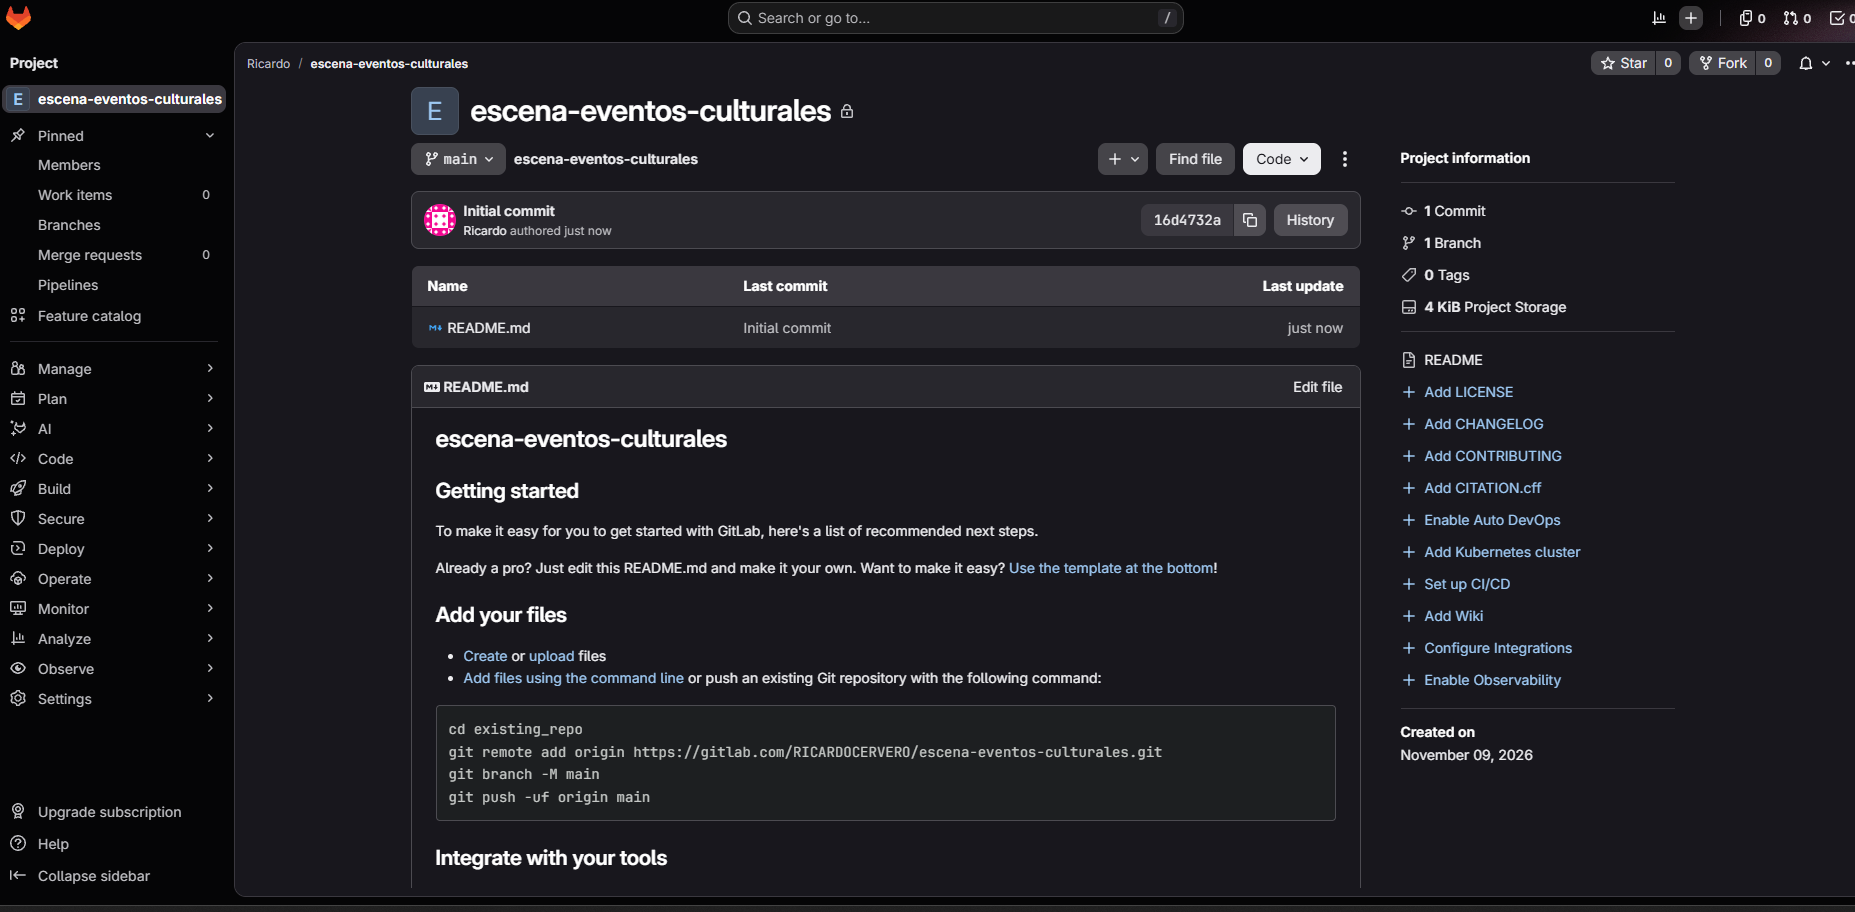 Search or go to...
/
0
0
0
Project
E escena-eventos-culturales
Pinned
Members
Work items 0
Branches
Merge requests 0
Pipelines
Feature catalog
Manage
Plan
AI
Code
Build
Secure
Deploy
Operate
Monitor
Analyze
Observe
Settings
Upgrade subscription
Help
Collapse sidebar
Ricardo / escena-eventos-culturales
Star 0
Fork 0
E escena-eventos-culturales
main escena-eventos-culturales
Find file
Code
Initial commit
Ricardo authored just now
16d4732a
History
Name Last commit Last update
README.md Initial commit just now
README.md
Edit file
escena-eventos-culturales
Getting started
To make it easy for you to get started with GitLab, here's a list of recommended next steps.
Already a pro? Just edit this README.md and make it your own. Want to make it easy? Use the template at the bottom!
Add your files
Create or upload files
Add files using the command line or push an existing Git repository with the following command:
cd existing_repo
git remote add origin https://gitlab.com/RICARDOCERVERO/escena-eventos-culturales.git
git branch -M main
git push -uf origin main
Integrate with your tools
Project information
1 Commit
1 Branch
0 Tags
4 KiB Project Storage
README
Add LICENSE
Add CHANGELOG
Add CONTRIBUTING
Add CITATION.cff
Enable Auto DevOps
Add Kubernetes cluster
Set up CI/CD
Add Wiki
Configure Integrations
Enable Observability
Created on
November 09, 2026